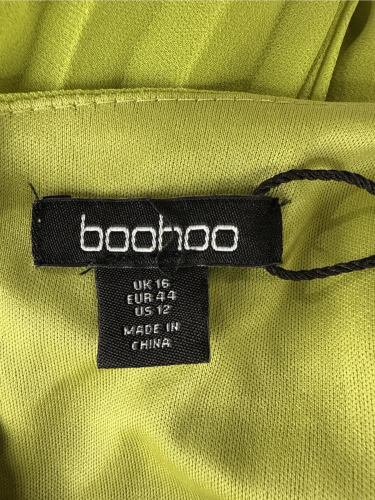 boohoo
UK 16
EUR 44
US 12
MADE IN
CHINA